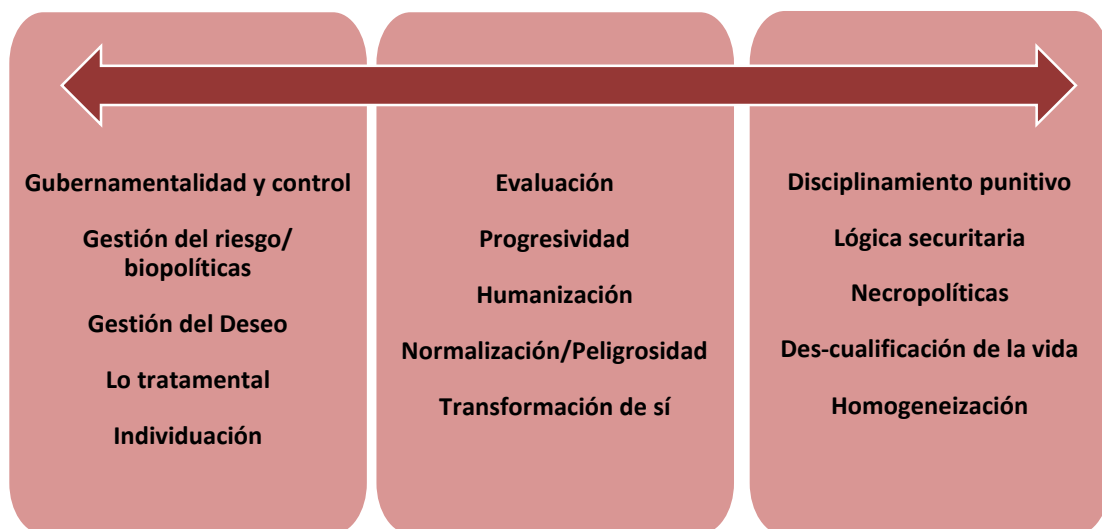 Gubernamentalidad y control
Gestión del riesgo/
biopolíticas
Gestión del Deseo
Lo tratamental
Individuación
Evaluación
Progresividad
Humanización
Normalización/Peligrosidad
Transformación de sí
Disciplinamiento punitivo
Lógica securitaria
Necropolíticas
Des-cualificación de la vida
Homogeneización